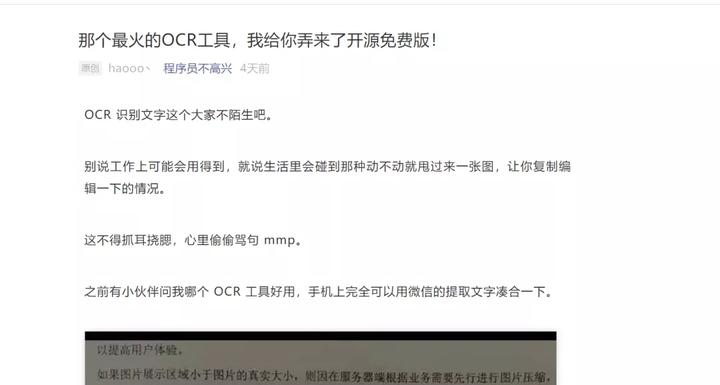 那个最火的OCR工具，我给你弄来了开源免费版！
原创 haooo丶 程序员不高兴 4天前
OCR 识别文字这个大家不陌生吧。
别说工作上可能会用得到，就说生活里会碰到那种动不动就甩过来一张图，让你复制编
辑一下的情况。
这不得抓耳挠腮，心里偷偷骂句 mmp。
之前有小伙伴问我哪个 OCR 工具好用，手机上完全可以用微信的提取文字凑合一下。
以提高用户体验。
如果图片展示区域小于图片的真实大小，则因在服务器端根据业务需要先行进行图片压缩，